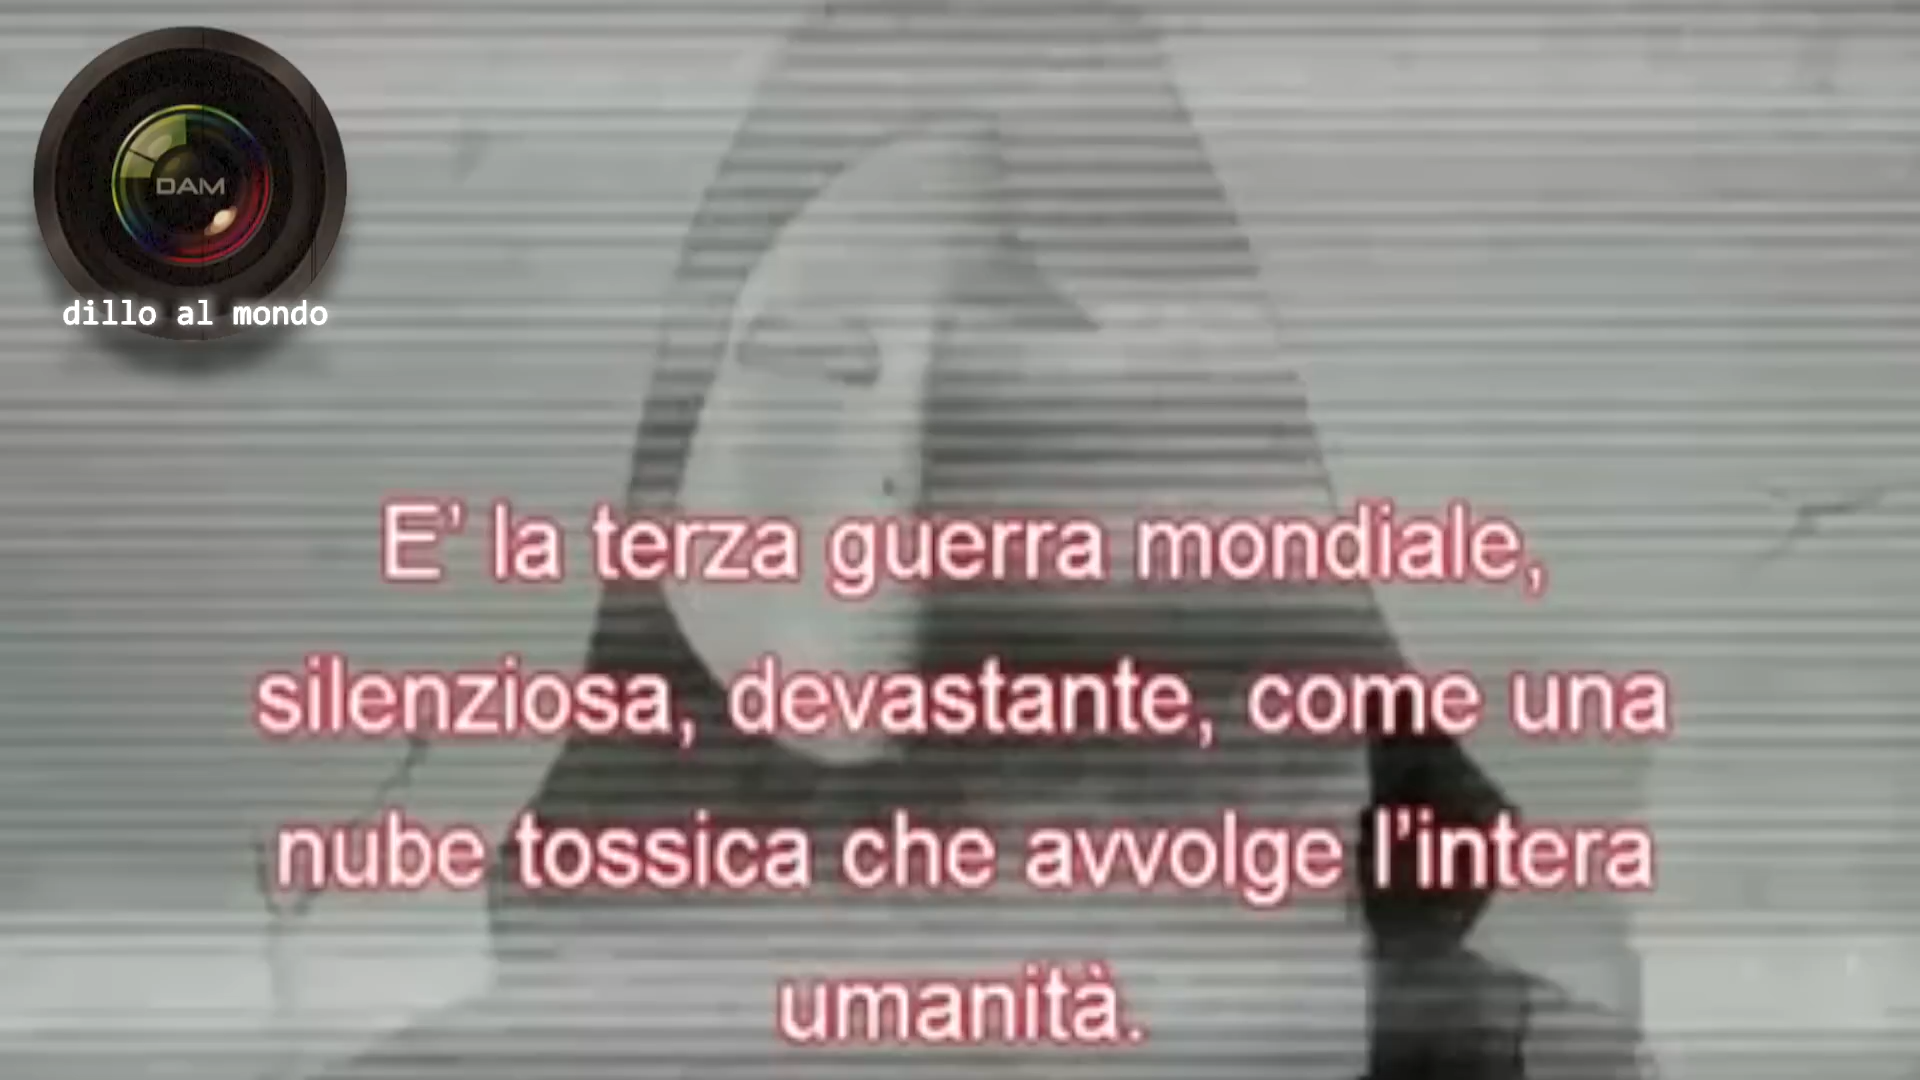 DAM
dillo al mondo
E' la terza guerra mondiale,
silenziosa, devastante, come una
nube tossica che avvolge l'intera
umanità.